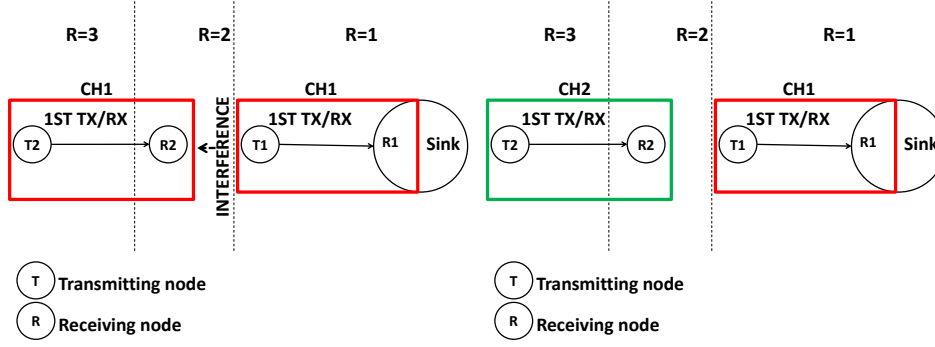 R=3 R=2 R=1 R=3 R=2 R=1
CH1 CH1 CH2 CH1
1ST TX/RX 1ST TX/RX 1ST TX/RX 1ST TX/RX
T2 R2 T1 R1 Sink T2 R2 T1 R1 Sink
INTERFERENCE
T Transmitting node T Transmitting node
R Receiving node R Receiving node